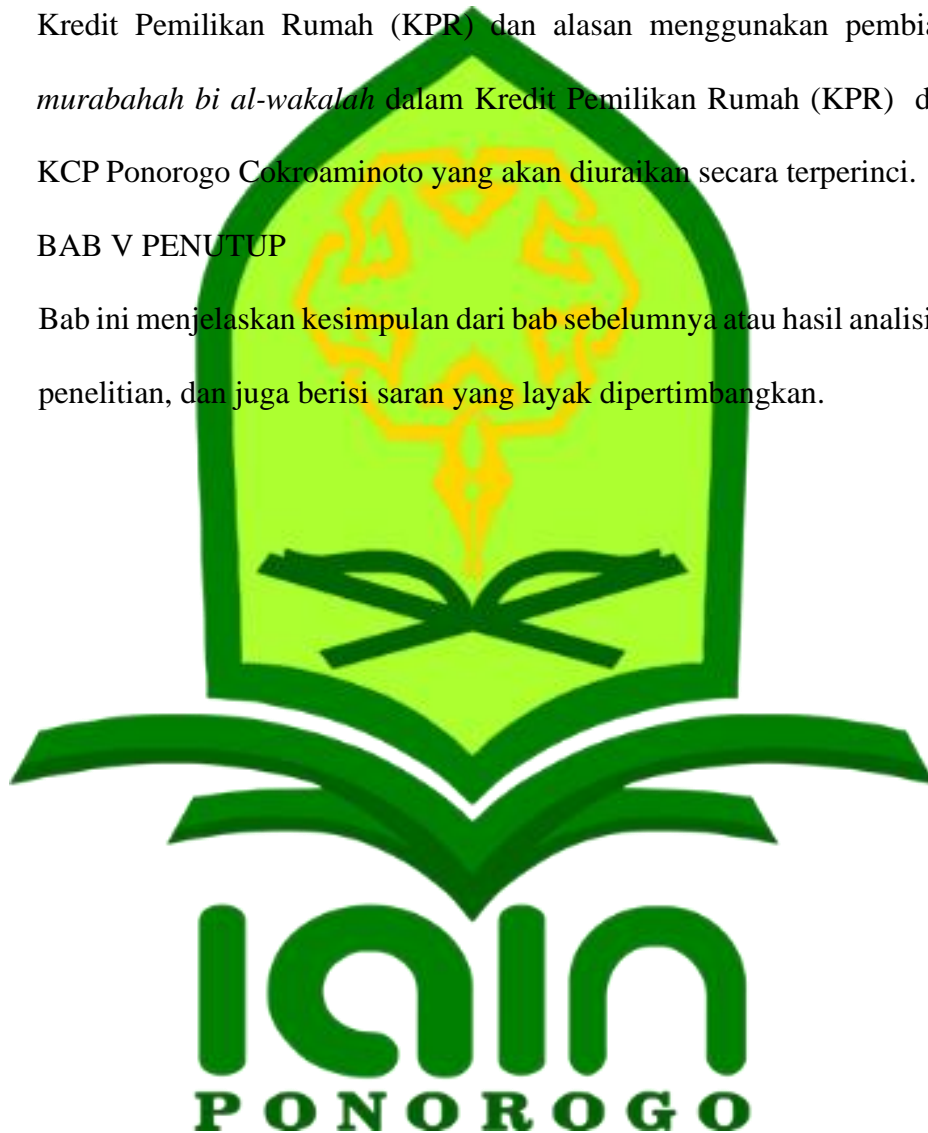 Kredit Pemilikan Rumah (KPR) dan alasan menggunakan
murabahah bi al-wakalah dalam Kredit Pemilikan Rumah (KPR)
KCP Ponorogo Cokroaminoto yang akan diuraikan secara terperinci.
BAB V PENUTUP
Bab ini menjelaskan kesimpulan dari bab sebelumnya atau hasil
penelitian, dan juga berisi saran yang layak dipertimbangkan.
IAIN
PONOROGO